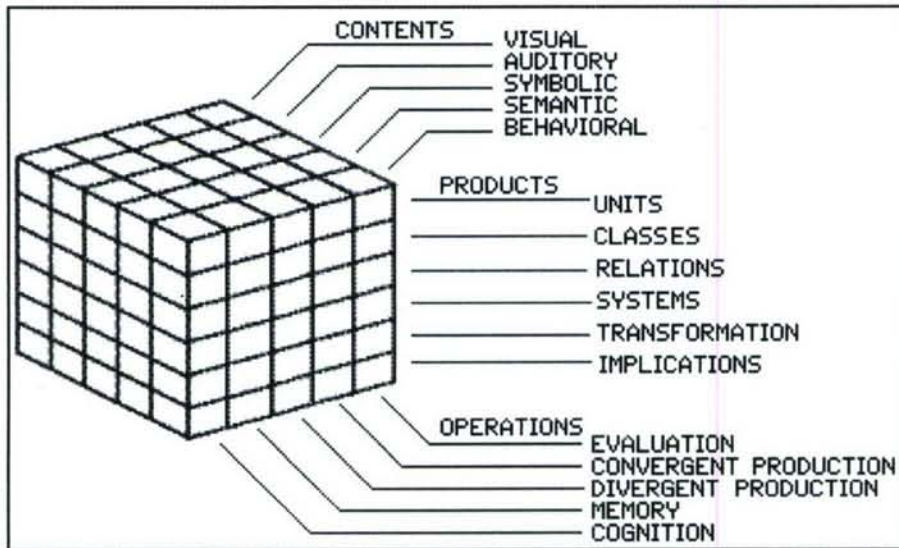 CONTENTS
VISUAL
AUDITORY
SYMBOLIC
SEMANTIC
BEHAVIORAL
PRODUCTS
UNITS
CLASSES
RELATIONS
SYSTEMS
TRANSFORMATION
IMPLICATIONS
OPERATIONS
EVALUATION
CONVERGENT PRODUCTION
DIVERGENT PRODUCTION
MEMORY
COGNITION